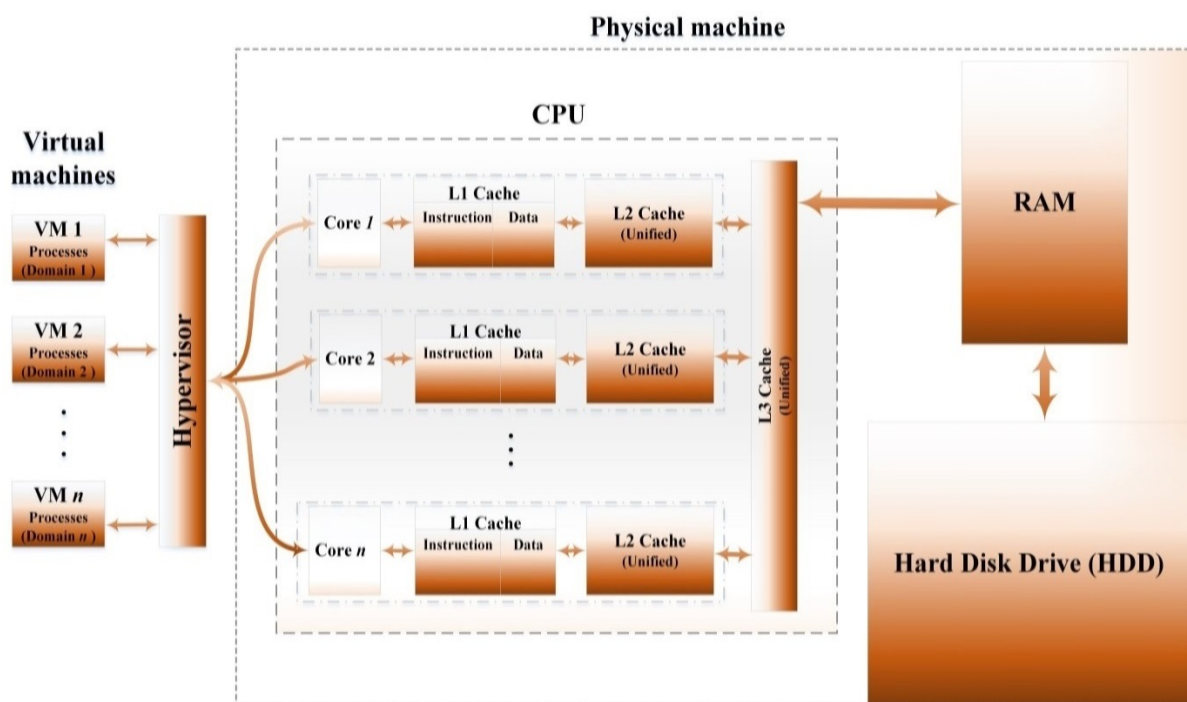 Physical machine
CPU
Virtual
machines
VM 1
Processes
(Domain 1 )
VM 2
Processes
(Domain 2 )
VM n
Processes
(Domain n )
Hypervisor
Core 1
L1 Cache
Instruction Data
L2 Cache
(Unified)
Core 2
L1 Cache
Instruction Data
L2 Cache
(Unified)
Core n
L1 Cache
Instruction Data
L2 Cache
(Unified)
L3 Cache
(Unified)
RAM
Hard Disk Drive (HDD)